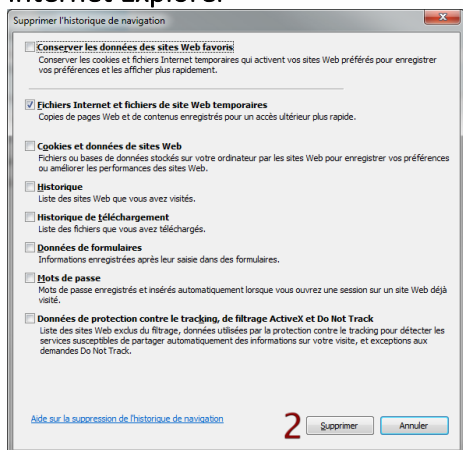 Internet Explorer
Supprimer l'historique de navigation
Conserver les données des sites Web favoris
Conserver les cookies et fichiers Internet temporaires qui activent vos sites Web préférés pour enregistrer
vos préférences et les afficher plus rapidement.
Fichiers Internet et fichiers de site Web temporaires
Copies de pages Web et de contenus enregistrés pour un accès ultérieur plus rapide.
Cookies et données de sites Web
Fichiers ou bases de données stockés sur votre ordinateur par les sites Web pour enregistrer vos préférences
ou améliorer les performances des sites Web.
Historique
Liste des sites Web que vous avez visités.
Historique de téléchargement
Liste des fichiers que vous avez téléchargés.
Données de formulaires
Informations enregistrées après leur saisie dans des formulaires.
Mots de passe
Mots de passe enregistrés et insérés automatiquement lorsque vous ouvrez une session sur un site Web déjà
visité.
Données de protection contre le tracking, de filtrage ActiveX et Do Not Track
Liste des sites Web exclus du filtrage, données utilisées par la protection contre le tracking pour détecter les
services susceptibles de partager automatiquement des informations sur votre visite, et exceptions aux
demandes Do Not Track.
Aide sur la suppression de l'historique de navigation
2 Supprimer Annuler